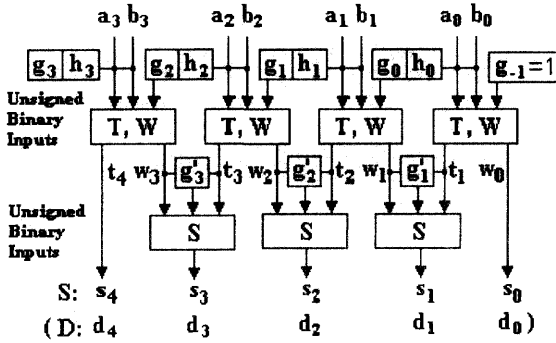 a₃ b₃ a₂ b₂ a₁ b₁ a₀ b₀
g₃ h₃ g₂ h₂ g₁ h₁ g₀ h₀ g₋₁=1
Unsigned
Binary
Inputs
T, W T, W T, W T, W
t₄ w₃ g'₃ t₃ w₂ g'₂ t₂ w₁ g'₁ t₁ w₀
Unsigned
Binary
Inputs
S S S
S: s₄ s₃ s₂ s₁ s₀
(D: d₄ d₃ d₂ d₁ d₀)